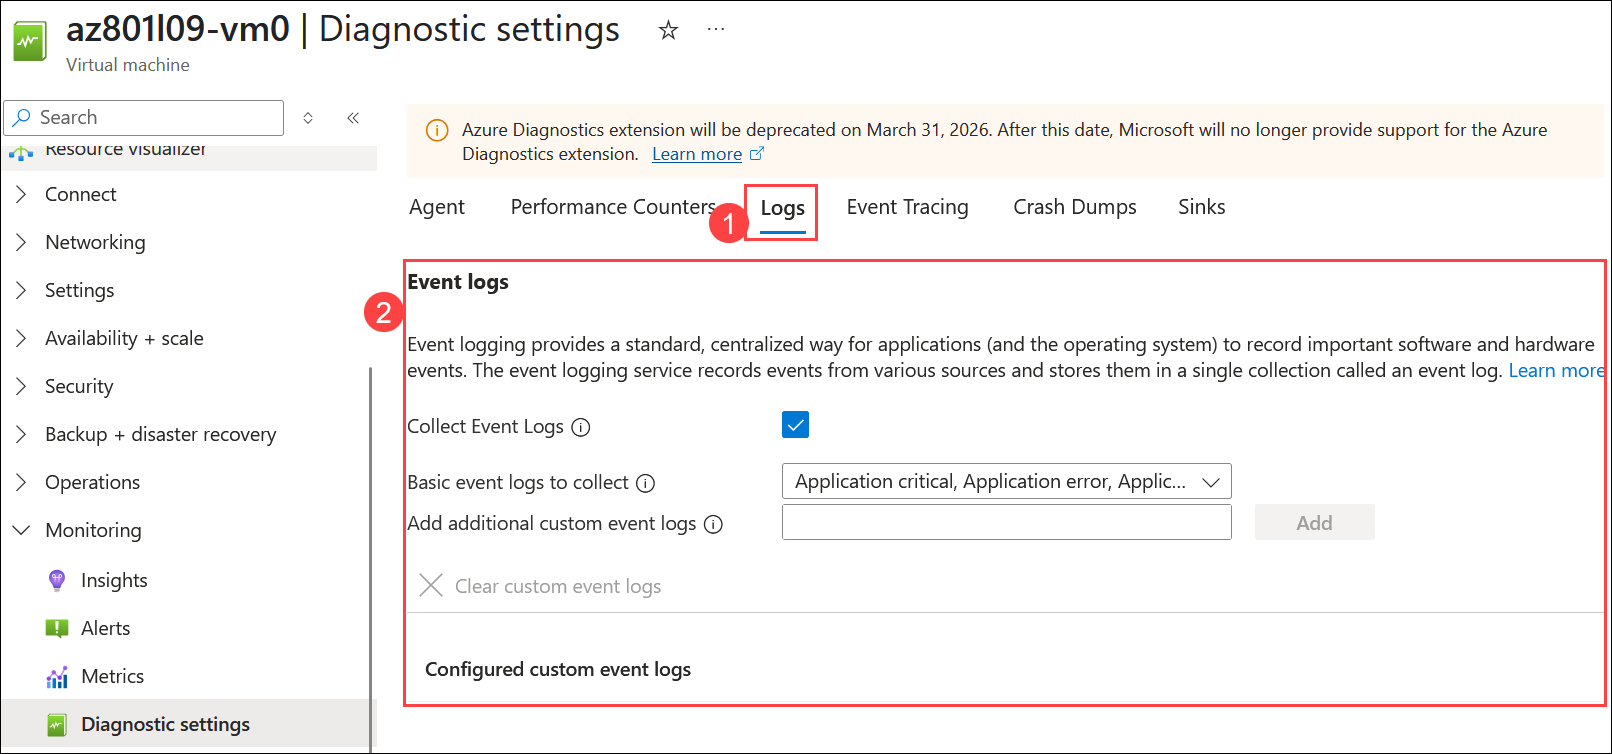 az801l09-vm0 | Diagnostic settings
Virtual machine
Search
Resource visualizer
Connect
Networking
Settings
Availability + scale
Security
Backup + disaster recovery
Operations
Monitoring
Insights
Alerts
Metrics
Diagnostic settings
Azure Diagnostics extension will be deprecated on March 31, 2026. After this date, Microsoft will no longer provide support for the Azure
Diagnostics extension. Learn more
Agent Performance Counters 1 Logs Event Tracing Crash Dumps Sinks
2
Event logs
Event logging provides a standard, centralized way for applications (and the operating system) to record important software and hardware
events. The event logging service records events from various sources and stores them in a single collection called an event log. Learn more
Collect Event Logs
Basic event logs to collect Application critical, Application error, Applic...
Add additional custom event logs Add
Clear custom event logs
Configured custom event logs